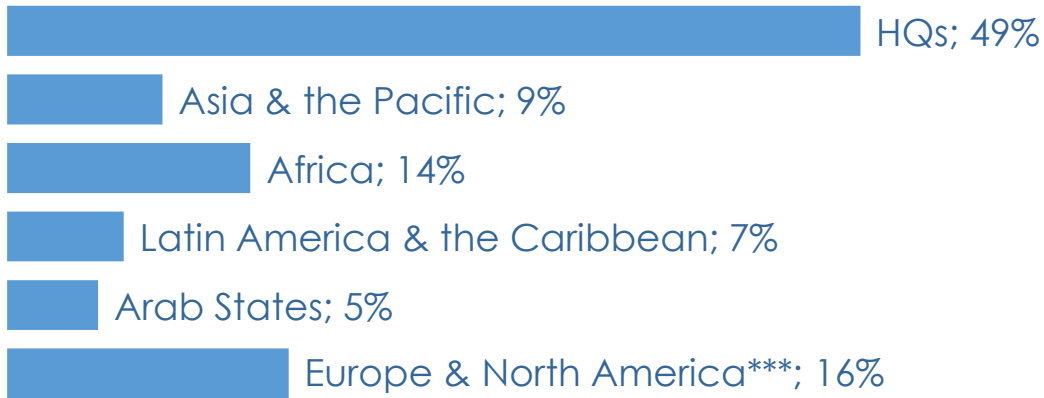 HQs; 49%
Asia & the Pacific; 9%
Africa; 14%
Latin America & the Caribbean; 7%
Arab States; 5%
Europe & North America***; 16%